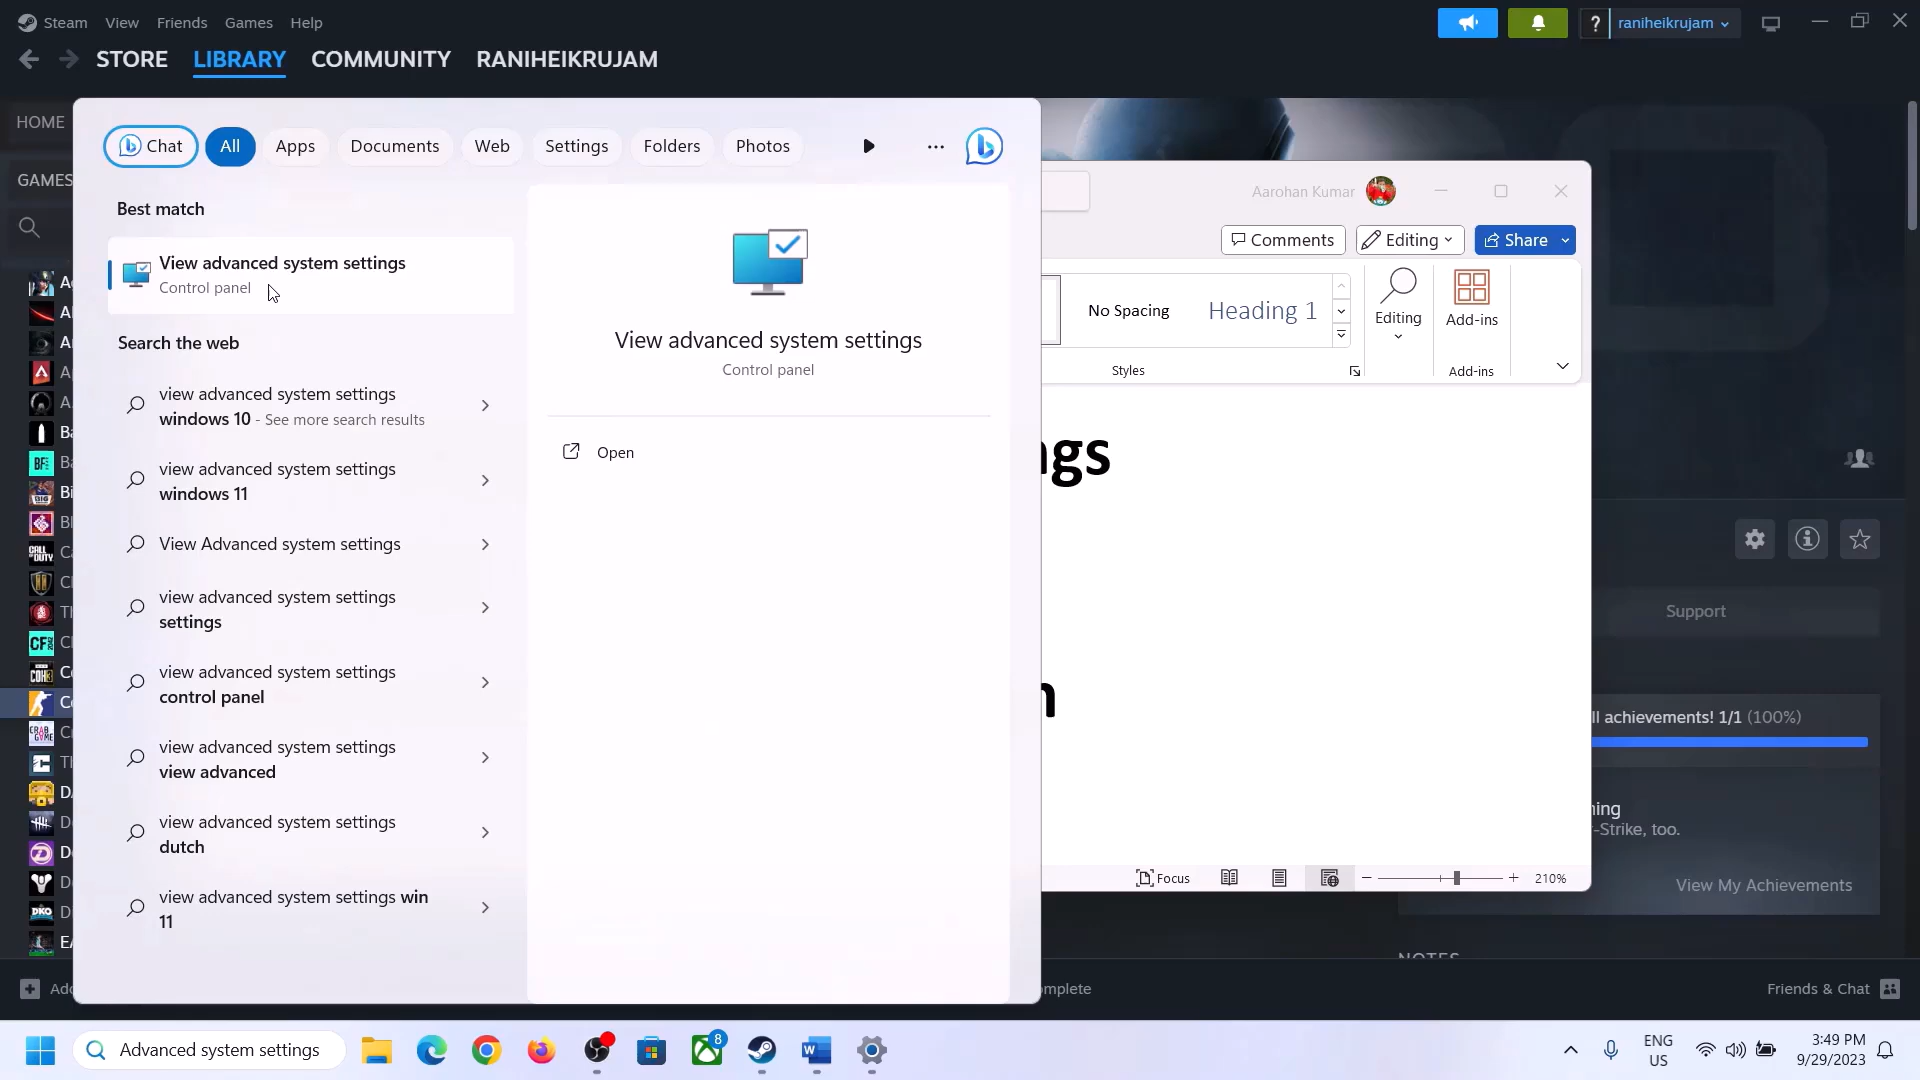 Steam View Friends Games Help
raniheikrujam
STORE LIBRARY COMMUNITY RANIHEIKRUJAM
HOME
GAMES
Chat All Apps Documents Web Settings Folders Photos
Best match
View advanced system settings
Control panel
Search the web
view advanced system settings
windows 10 - See more search results
view advanced system settings
windows 11
View Advanced system settings
view advanced system settings
settings
view advanced system settings
control panel
view advanced system settings
view advanced
view advanced system settings
dutch
view advanced system settings win
11
View advanced system settings
Control panel
Open
Aarohan Kumar
Comments Editing Share
No Spacing Heading 1
Editing
Add-ins
Styles
Add-ins
ngs
n
Focus
210%
Support
ll achievements! 1/1 (100%)
ning
-Strike, too.
View My Achievements
Friends & Chat
Advanced system settings
8
ENG
US
3:49 PM
9/29/2023